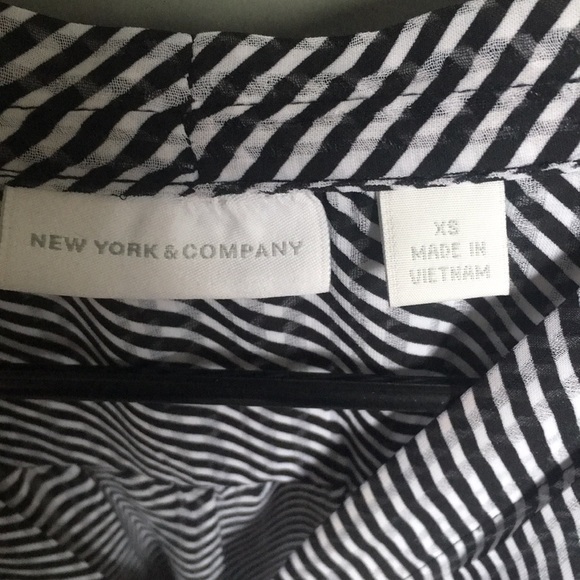 NEW YORK & COMPANY
XS
MADE IN
VIETNAM